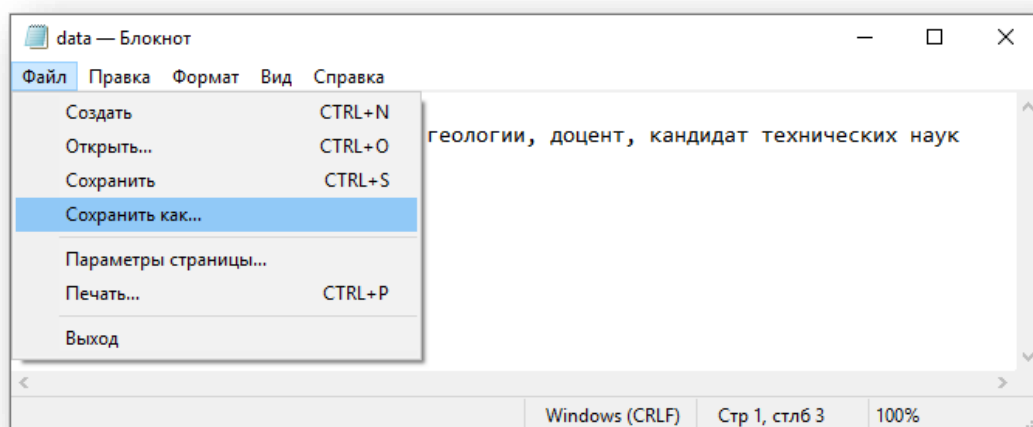 data — Блокнот
Файл Правка Формат Вид Справка
Создать CTRL+N
Открыть... CTRL+O
геологии, доцент, кандидат технических наук
Сохранить CTRL+S
Сохранить как...
Параметры страницы...
Печать... CTRL+P
Выход
Windows (CRLF) Стр 1, стлб 3 100%